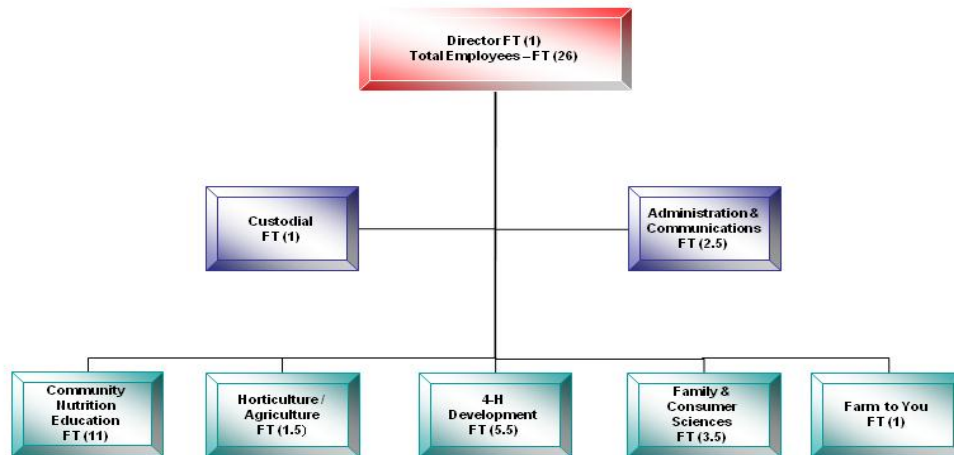 Director FT (1)
Total Employees – FT (26)
Custodial
FT (1)
Administration &
Communications
FT (2.5)
Community
Nutrition
Education
FT (11)
Horticulture /
Agriculture
FT (1.5)
4-H
Development
FT (5.5)
Family &
Consumer
Sciences
FT (3.5)
Farm to You
FT (1)